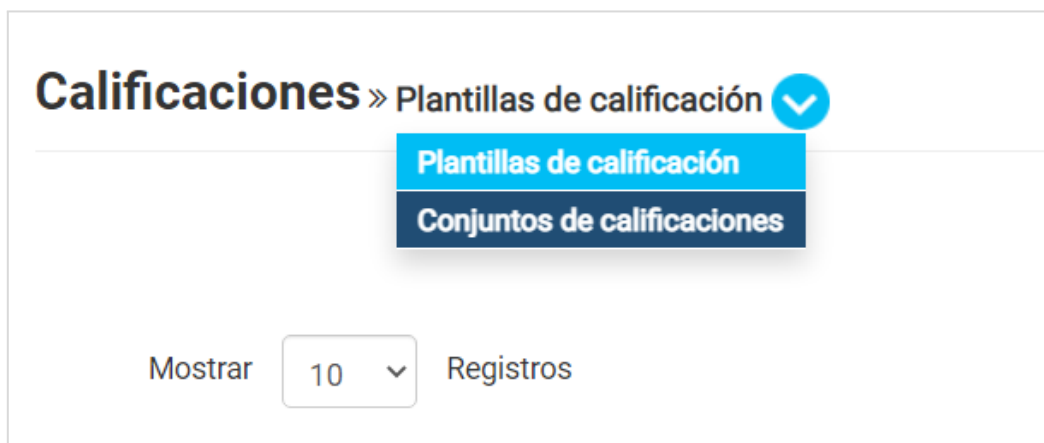 Calificaciones » Plantillas de calificación
Plantillas de calificación
Conjuntos de calificaciones
Mostrar 10 Registros